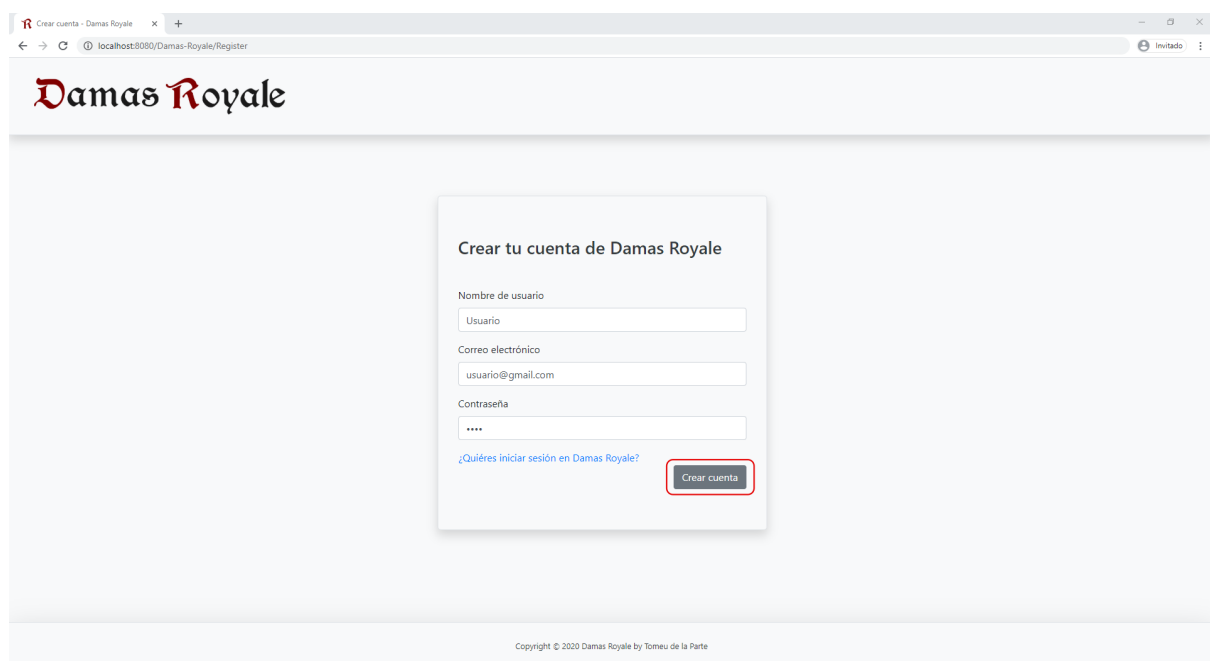 Crear cuenta - Damas Royale
localhost:8080/Damas-Royale/Register
Invitado
Damas Royale
Crear tu cuenta de Damas Royale
Nombre de usuario
Usuario
Correo electrónico
usuario@gmail.com
Contraseña
••••
¿Quiéres iniciar sesión en Damas Royale?
Crear cuenta
Copyright © 2020 Damas Royale by Tomeu de la Parte